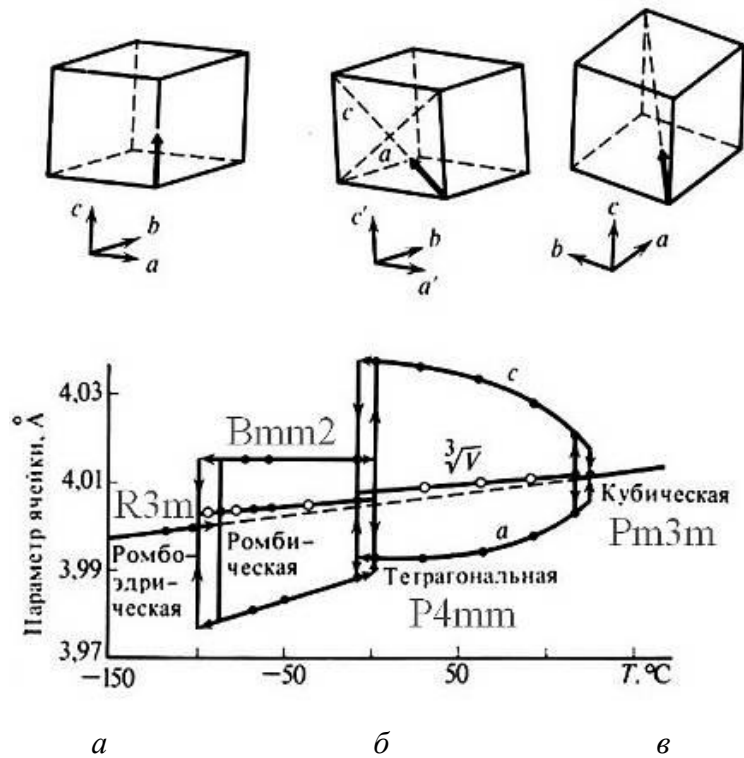 c
a
c
b
a
c'
b
a'
c
b
a
Параметр ячейки, Å
4,03
4,01
3,99
3,97
c
Bmm2
∛V
R3m
Кубическая
Pm3m
Ромбо-
эдри-
ческая
Ромби-
ческая
a
Тетрагональная
P4mm
−150
−50
50
T, °C
а
б
в